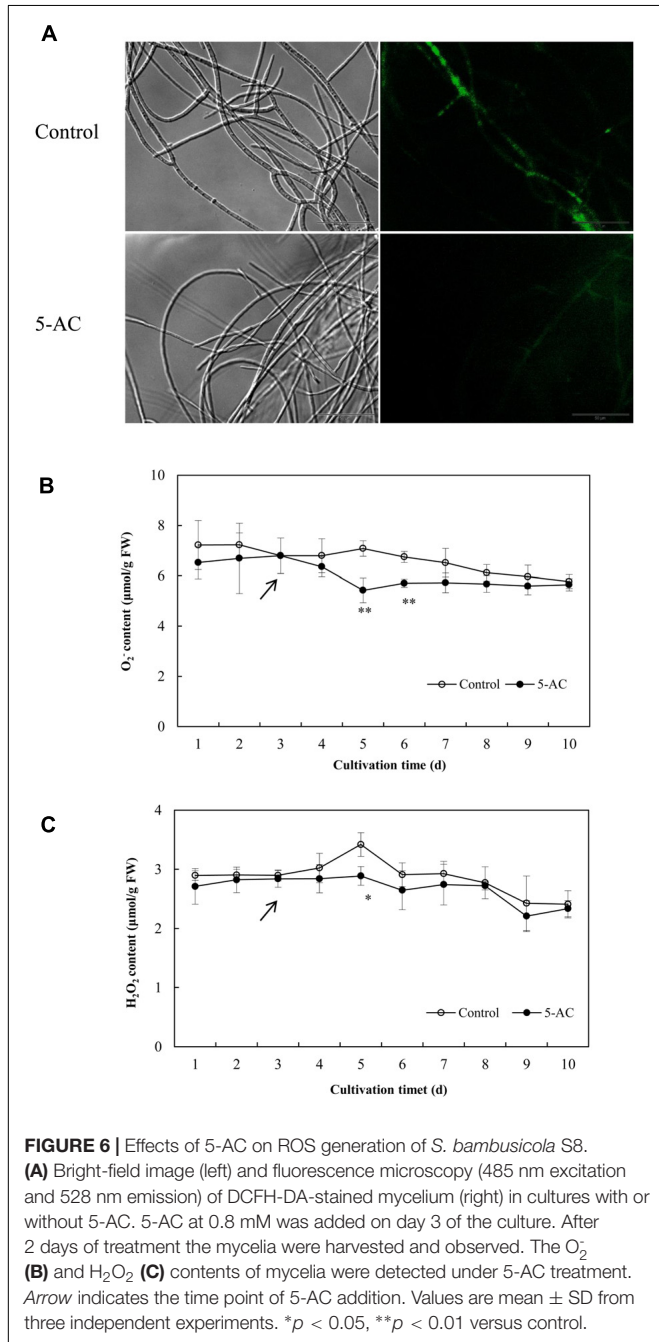 A
Control
5-AC
B
10
8
6
4
2
0
O₂⁻ content (µmol/g FW)
**
**
Control
5-AC
1 2 3 4 5 6 7 8 9 10
Cultivation time (d)
C
4
3
2
1
0
H₂O₂ content (µmol/g FW)
*
Control
5-AC
1 2 3 4 5 6 7 8 9 10
Cultivation timet (d)
FIGURE 6 | Effects of 5-AC on ROS generation of S. bambusicola S8.
(A) Bright-field image (left) and fluorescence microscopy (485 nm excitation
and 528 nm emission) of DCFH-DA-stained mycelium (right) in cultures with or
without 5-AC. 5-AC at 0.8 mM was added on day 3 of the culture. After
2 days of treatment the mycelia were harvested and observed. The O₂⁻
(B) and H₂O₂ (C) contents of mycelia were detected under 5-AC treatment.
Arrow indicates the time point of 5-AC addition. Values are mean ± SD from
three independent experiments. *p < 0.05, **p < 0.01 versus control.